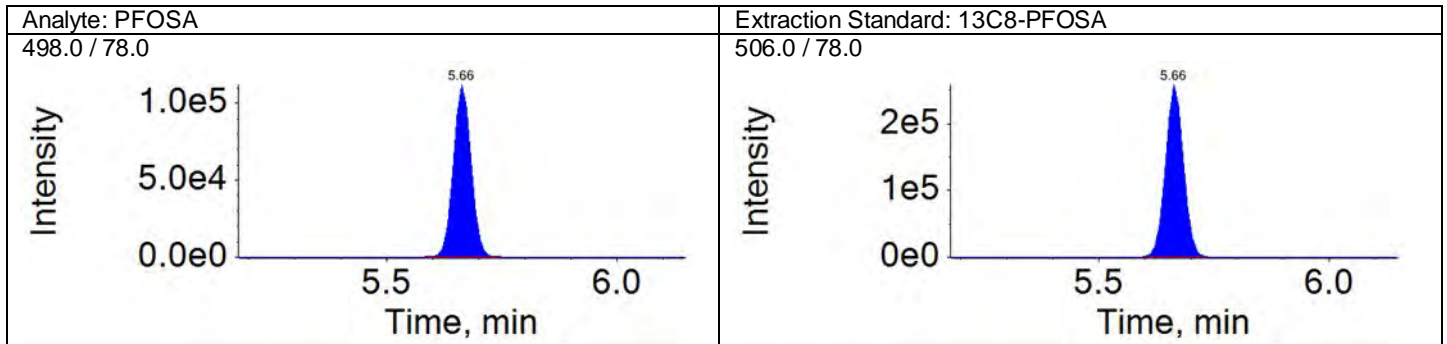 Analyte: PFOSA
498.0 / 78.0
5.66
1.0e5
5.0e4
0.0e0
Intensity
5.5 6.0
Time, min
Extraction Standard: 13C8-PFOSA
506.0 / 78.0
5.66
2e5
1e5
0e0
Intensity
5.5 6.0
Time, min